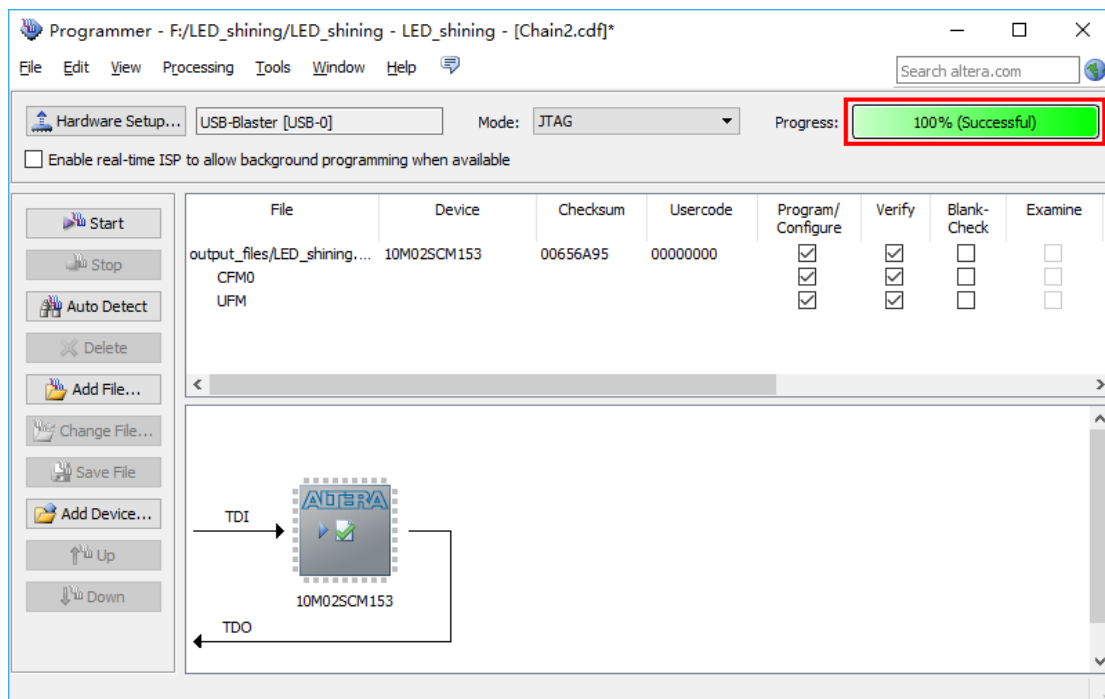 Programmer - F:/LED_shining/LED_shining - LED_shining - [Chain2.cdf]*
File Edit View Processing Tools Window Help
Search altera.com
Hardware Setup... USB-Blaster [USB-0] Mode: JTAG Progress: 100% (Successful)
Enable real-time ISP to allow background programming when available
Start
Stop
Auto Detect
Delete
Add File...
Change File...
Save File
Add Device...
Up
Down
File Device Checksum Usercode Program/ Verify Blank- Examine
Configure Check
output_files/LED_shining.... 10M02SCM153 00656A95 00000000
CFM0
UFM
ALTERA
TDI
10M02SCM153
TDO